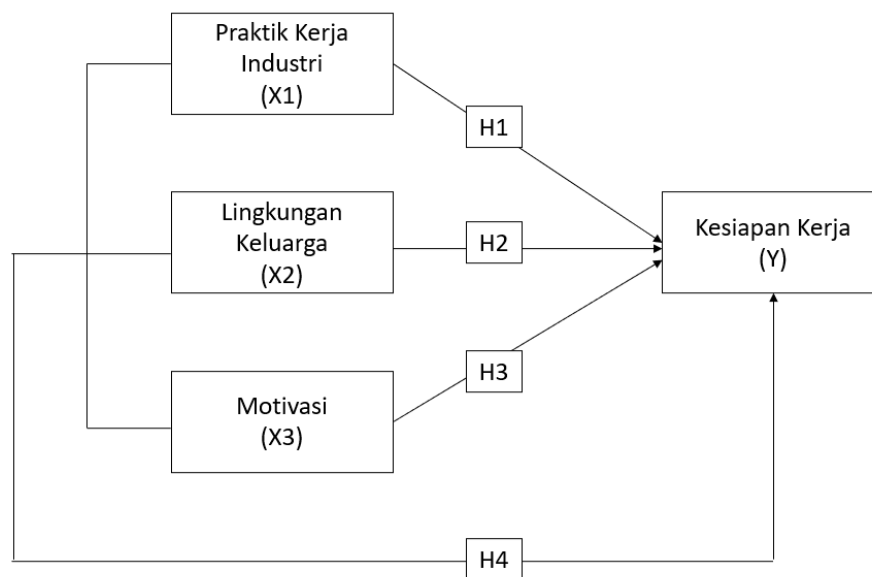 Praktik Kerja
Industri
(X1)
H1
Lingkungan
Keluarga
(X2)
H2
Kesiapan Kerja
(Y)
Motivasi
(X3)
H3
H4